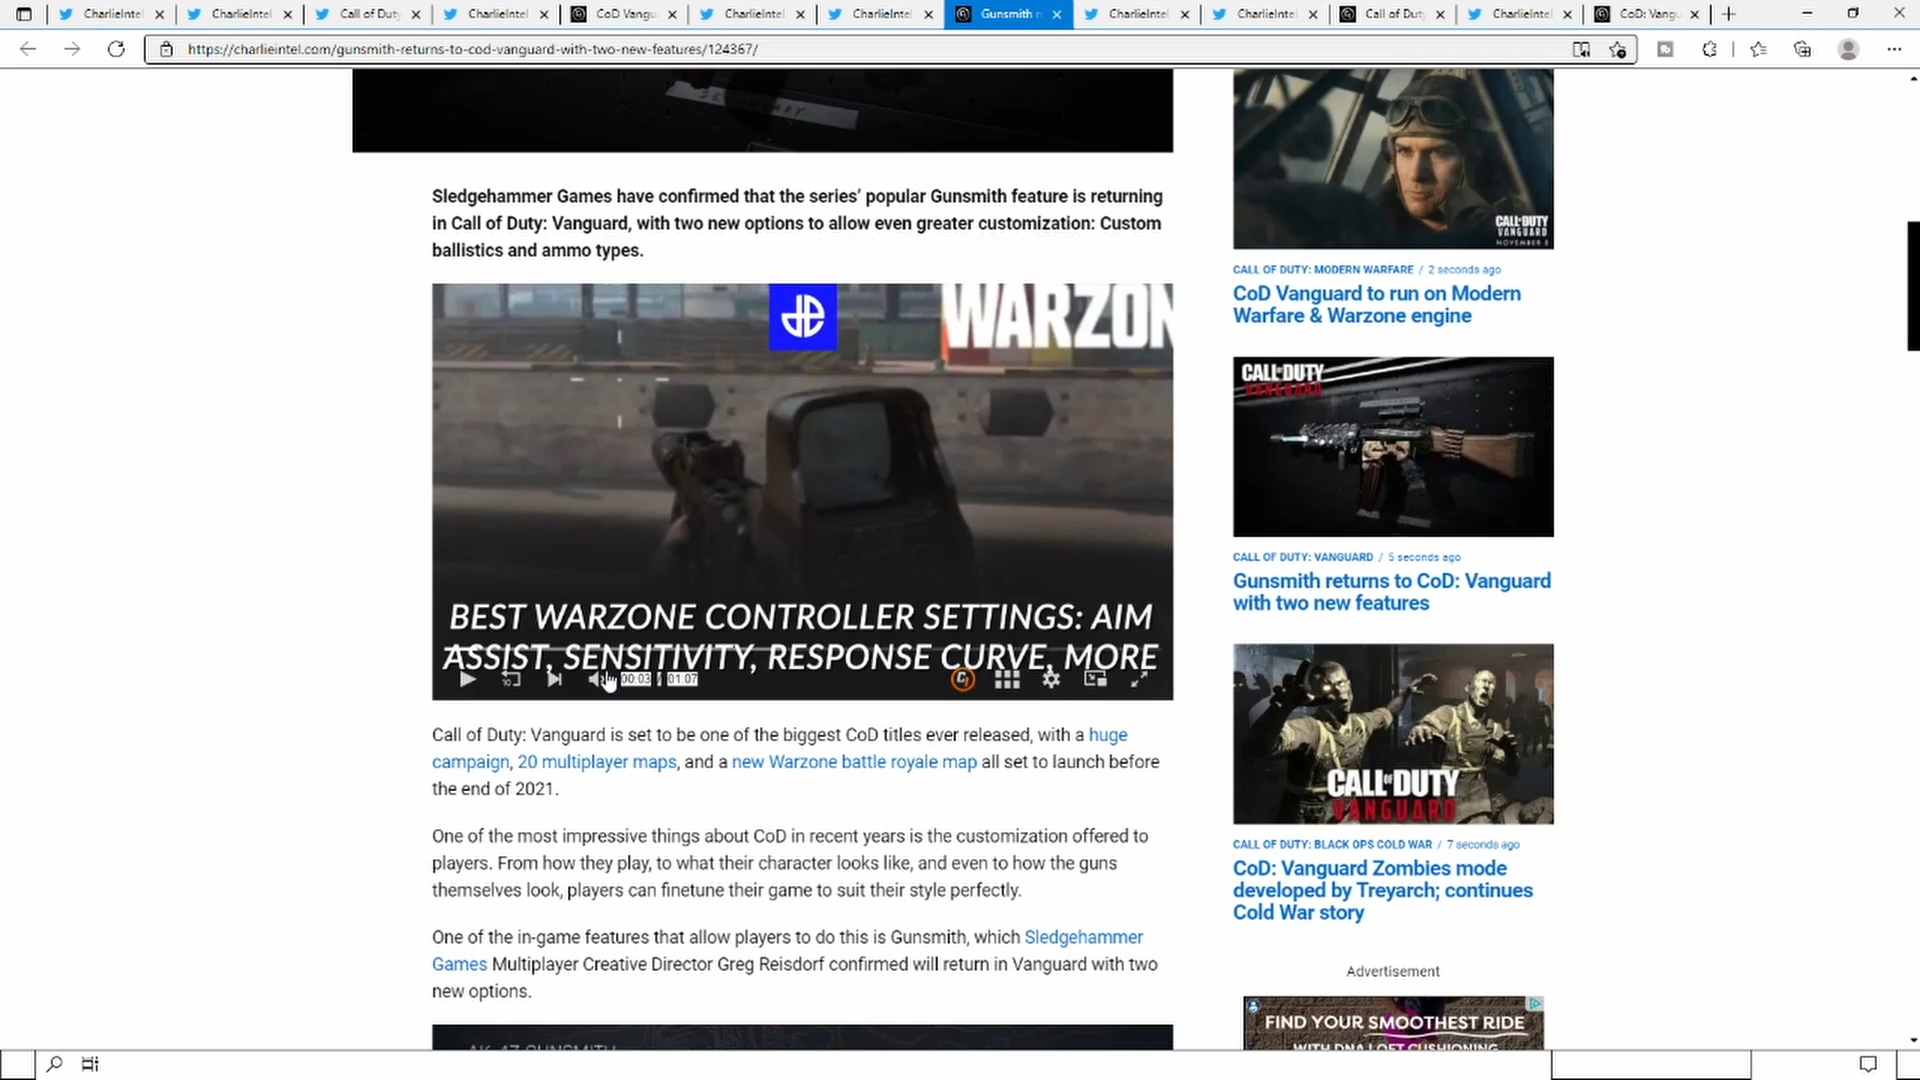 CharlieIntel
CharlieIntel
Call of Duty
CharlieIntel
CoD Vangu
CharlieIntel
CharlieIntel
Gunsmith r
CharlieIntel
CharlieIntel
Call of Dut
CharlieIntel
CoD: Vang
https://charlieintel.com/gunsmith-returns-to-cod-vanguard-with-two-new-features/124367/
Sledgehammer Games have confirmed that the series’ popular Gunsmith feature is returning
in Call of Duty: Vanguard, with two new options to allow even greater customization: Custom
ballistics and ammo types.
WARZON
BEST WARZONE CONTROLLER SETTINGS: AIM
ASSIST, SENSITIVITY, RESPONSE CURVE, MORE
10
00:03 / 01:07
Call of Duty: Vanguard is set to be one of the biggest CoD titles ever released, with a huge
campaign, 20 multiplayer maps, and a new Warzone battle royale map all set to launch before
the end of 2021.
One of the most impressive things about CoD in recent years is the customization offered to
players. From how they play, to what their character looks like, and even to how the guns
themselves look, players can finetune their game to suit their style perfectly.
One of the in-game features that allow players to do this is Gunsmith, which Sledgehammer
Games Multiplayer Creative Director Greg Reisdorf confirmed will return in Vanguard with two
new options.
AK-47 GUNSMITH
CALL OF DUTY
VANGUARD
NOVEMBER 5
CALL OF DUTY: MODERN WARFARE / 2 seconds ago
CoD Vanguard to run on Modern
Warfare & Warzone engine
CALL OF DUTY
VANGUARD
CALL OF DUTY: VANGUARD / 5 seconds ago
Gunsmith returns to CoD: Vanguard
with two new features
CALL OF DUTY
VANGUARD
CALL OF DUTY: BLACK OPS COLD WAR / 7 seconds ago
CoD: Vanguard Zombies mode
developed by Treyarch; continues
Cold War story
Advertisement
FIND YOUR SMOOTHEST RIDE
WITH DNA LOFT CUSHIONING